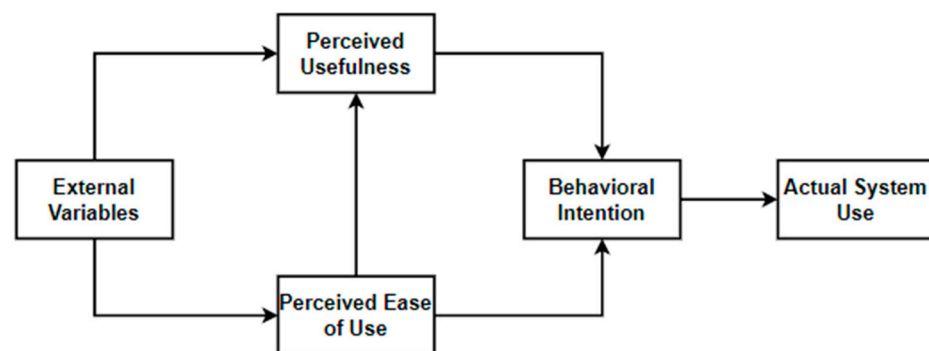 Perceived
Usefulness
External
Variables
Behavioral
Intention
Actual System
Use
Perceived Ease
of Use